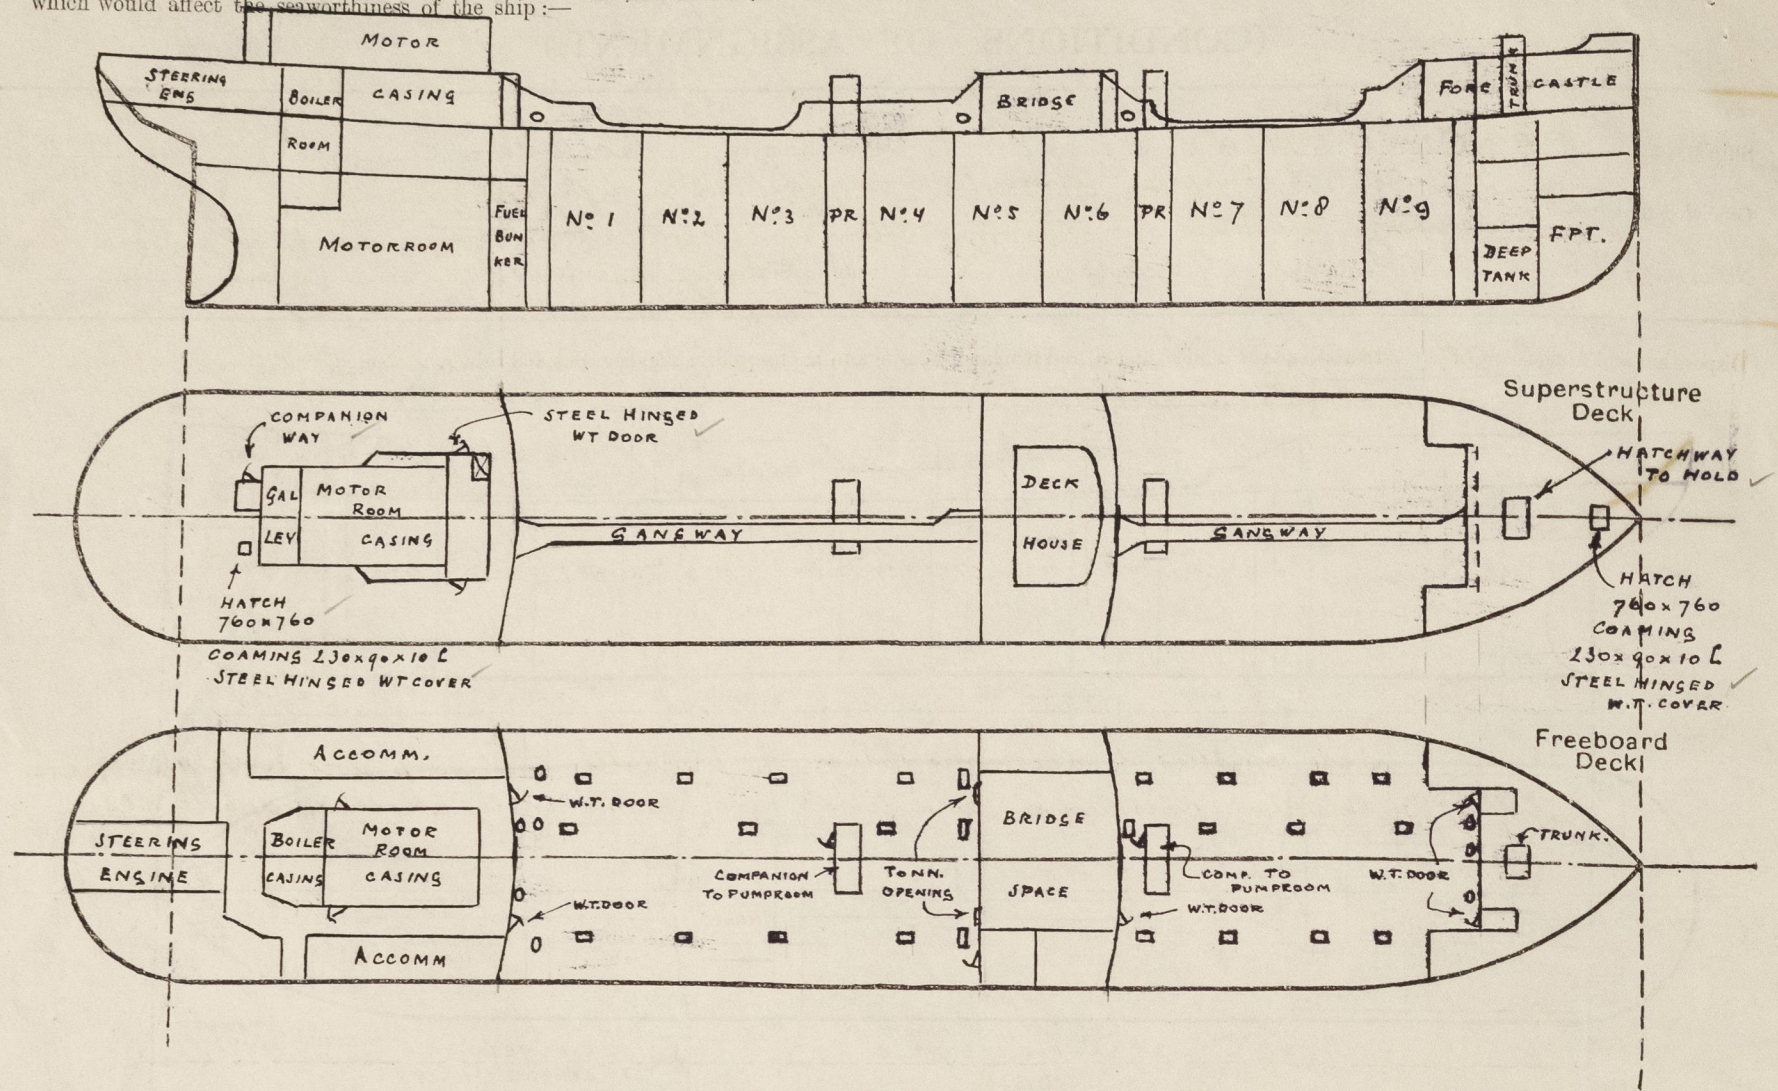 which would affect the seaworthiness of the ship :—
MOTOR
STEERING
ENG
BOILER
CASING
ROOM
BRIDGE
FORE
TRUNK
CASTLE
MOTORROOM
FUEL
BUN
KER
No. 1
No. 2
No. 3
PR
No. 4
No. 5
No. 6
PR
No. 7
No. 8
No. 9
DEEP
TANK
F.P.T.
Superstructure
Deck
COMPANION
WAY
STEEL HINGED
WT DOOR
HATCHWAY
TO HOLD
GAL
LEY
MOTOR
ROOM
CASING
GANGWAY
DECK
HOUSE
GANGWAY
HATCH
760x760
COAMING 230x90x10 [
STEEL HINGED WT COVER
HATCH
760x760
COAMING
230x90x10 [
STEEL HINGED
W.T. COVER
Freeboard
Deck
ACCOMM.
W.T. DOOR
STEERING
ENGINE
BOILER
CASING
MOTOR
ROOM
CASING
COMPANION
TO PUMPROOM
TONN.
OPENING
BRIDGE
SPACE
COMP. TO
PUMPROOM
W.T. DOOR
TRUNK.
W.T. DOOR
W.T. DOOR
ACCOMM